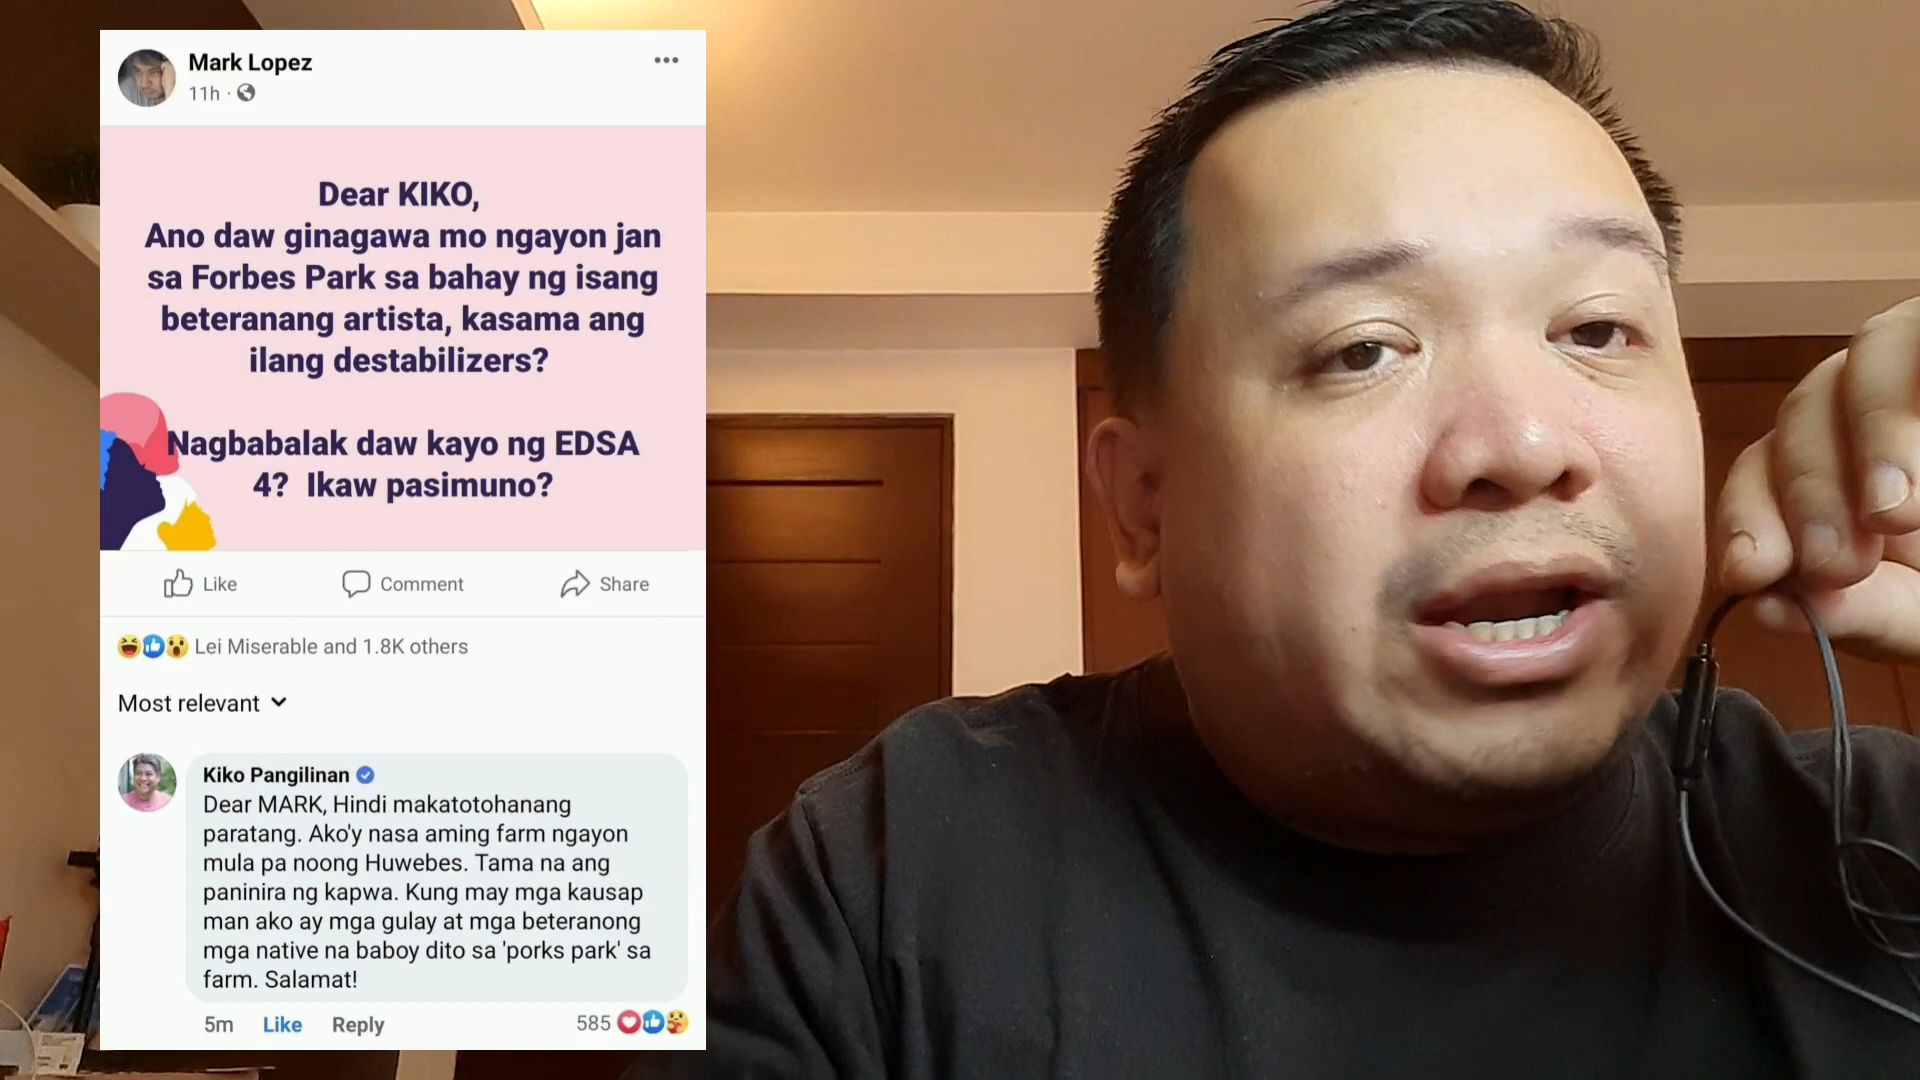 Mark Lopez
11h ·
Dear KIKO,
Ano daw ginagawa mo ngayon jan
sa Forbes Park sa bahay ng isang
beteranang artista, kasama ang
ilang destabilizers?
Nagbabalak daw kayo ng EDSA
4? Ikaw pasimuno?
Like Comment Share
Lei Miserable and 1.8K others
Most relevant
Kiko Pangilinan
Dear MARK, Hindi makatotohanang
paratang. Ako'y nasa aming farm ngayon
mula pa noong Huwebes. Tama na ang
paninira ng kapwa. Kung may mga kausap
man ako ay mga gulay at mga beteranong
mga native na baboy dito sa 'porks park' sa
farm. Salamat!
5m Like Reply 585